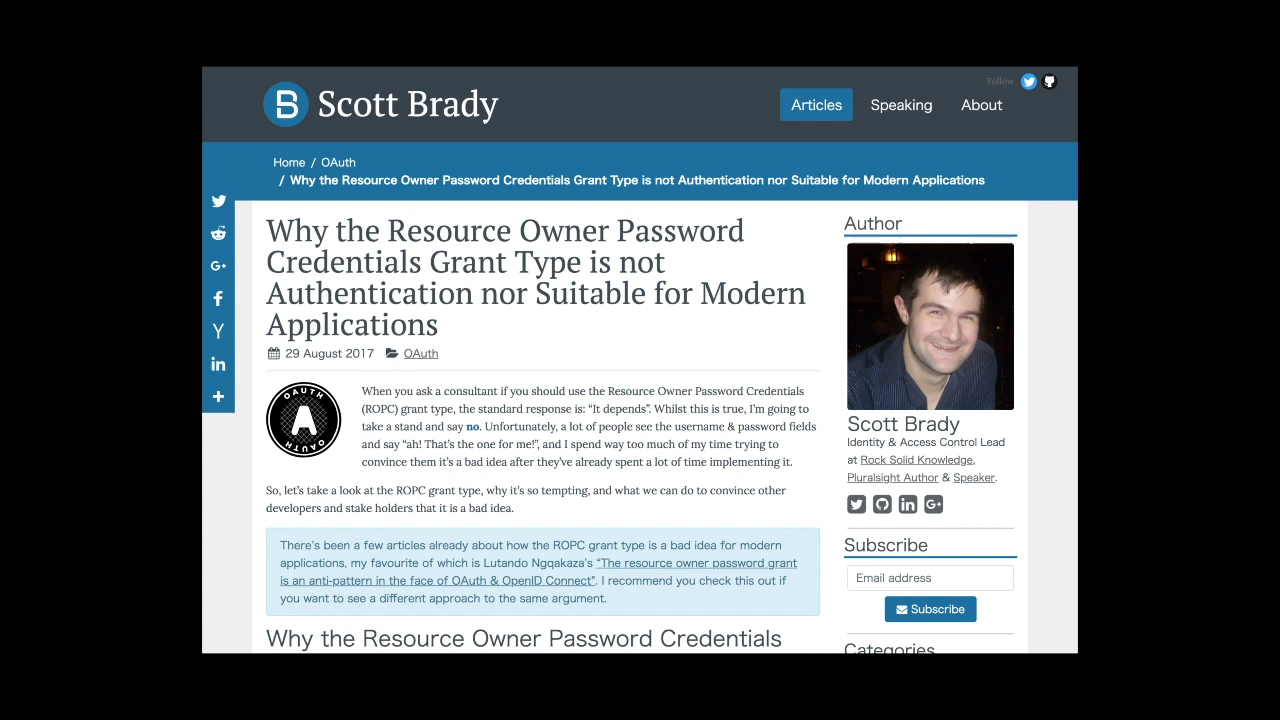 Follow
Scott Brady
Articles
Speaking
About
Home / OAuth
/ Why the Resource Owner Password Credentials Grant Type is not Authentication nor Suitable for Modern Applications
Why the Resource Owner Password
Credentials Grant Type is not
Authentication nor Suitable for Modern
Applications
29 August 2017 OAuth
OAUTH
A
OAUTH
When you ask a consultant if you should use the Resource Owner Password Credentials
(ROPC) grant type, the standard response is: “It depends”. Whilst this is true, I’m going to
take a stand and say no. Unfortunately, a lot of people see the username & password fields
and say “ah! That’s the one for me!”, and I spend way too much of my time trying to
convince them it’s a bad idea after they’ve already spent a lot of time implementing it.
So, let’s take a look at the ROPC grant type, why it’s so tempting, and what we can do to convince other
developers and stake holders that it is a bad idea.
There’s been a few articles already about how the ROPC grant type is a bad idea for modern
applications, my favourite of which is Lutando Ngqakaza’s “The resource owner password grant
is an anti-pattern in the face of OAuth & OpenID Connect”. I recommend you check this out if
you want to see a different approach to the same argument.
Why the Resource Owner Password Credentials
Author
Scott Brady
Identity & Access Control Lead
at Rock Solid Knowledge,
Pluralsight Author & Speaker.
Subscribe
Email address
Subscribe
Categories